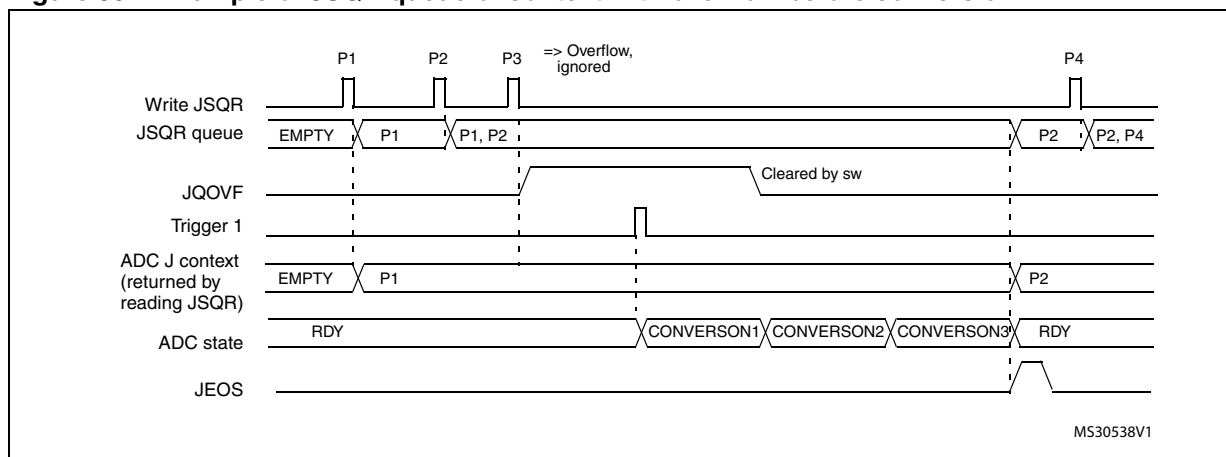 P1 P2 P3 => Overflow, ignored P4
Write JSQR
JSQR queue EMPTY P1 P1, P2 P2 P2, P4
JQOVF Cleared by sw
Trigger 1
ADC J context (returned by reading JSQR) EMPTY P1 P2
ADC state RDY CONVERSON1 CONVERSON2 CONVERSON3 RDY
JEOS
MS30538V1